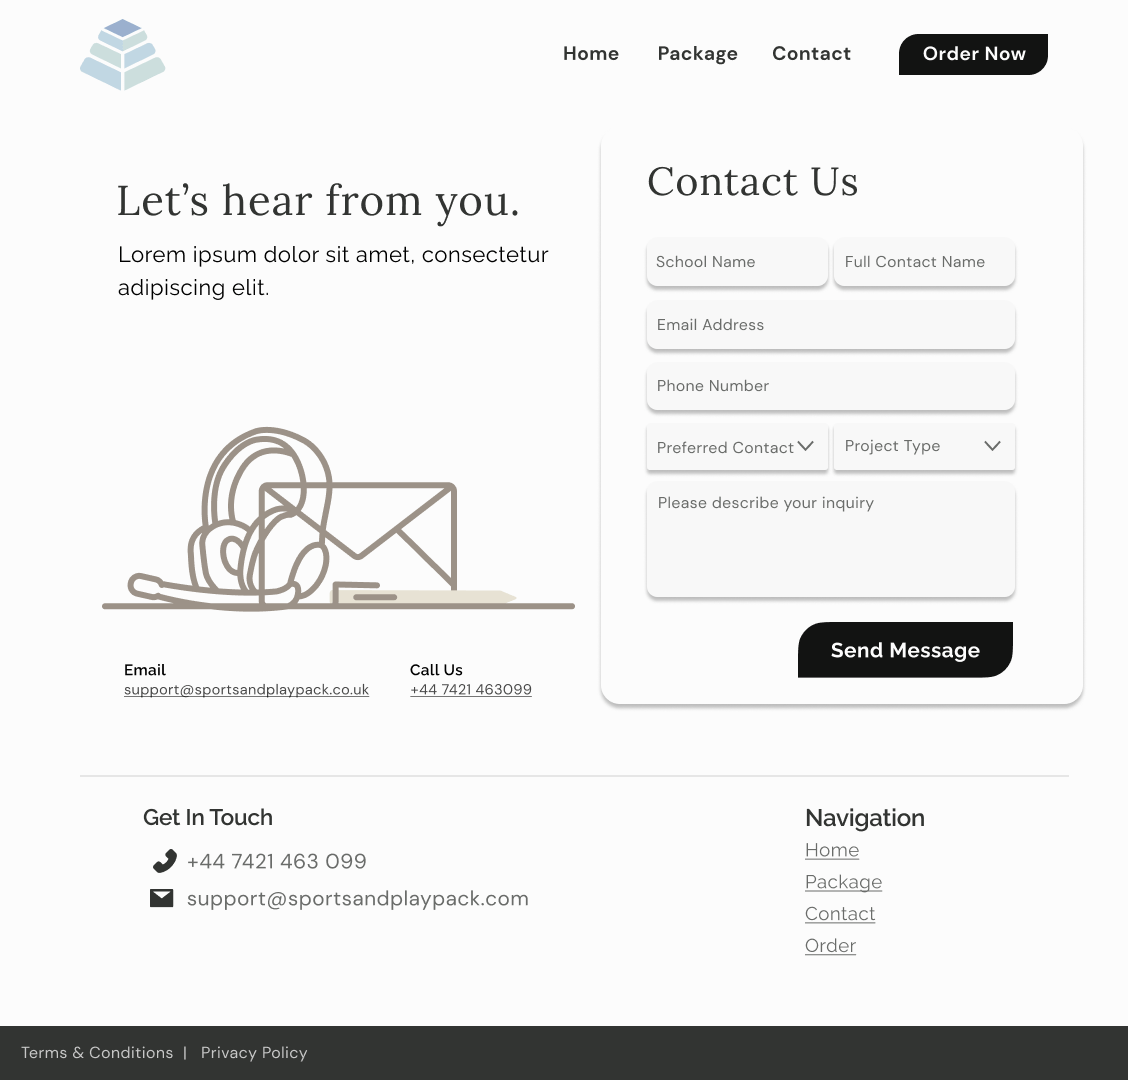 Home Package Contact Order Now
Let’s hear from you.
Lorem ipsum dolor sit amet, consectetur
adipiscing elit.
Email
support@sportsandplaypack.co.uk
Call Us
+44 7421 463099
Contact Us
School Name
Full Contact Name
Email Address
Phone Number
Preferred Contact
Project Type
Please describe your inquiry
Send Message
Get In Touch
+44 7421 463 099
support@sportsandplaypack.com
Navigation
Home
Package
Contact
Order
Terms & Conditions | Privacy Policy